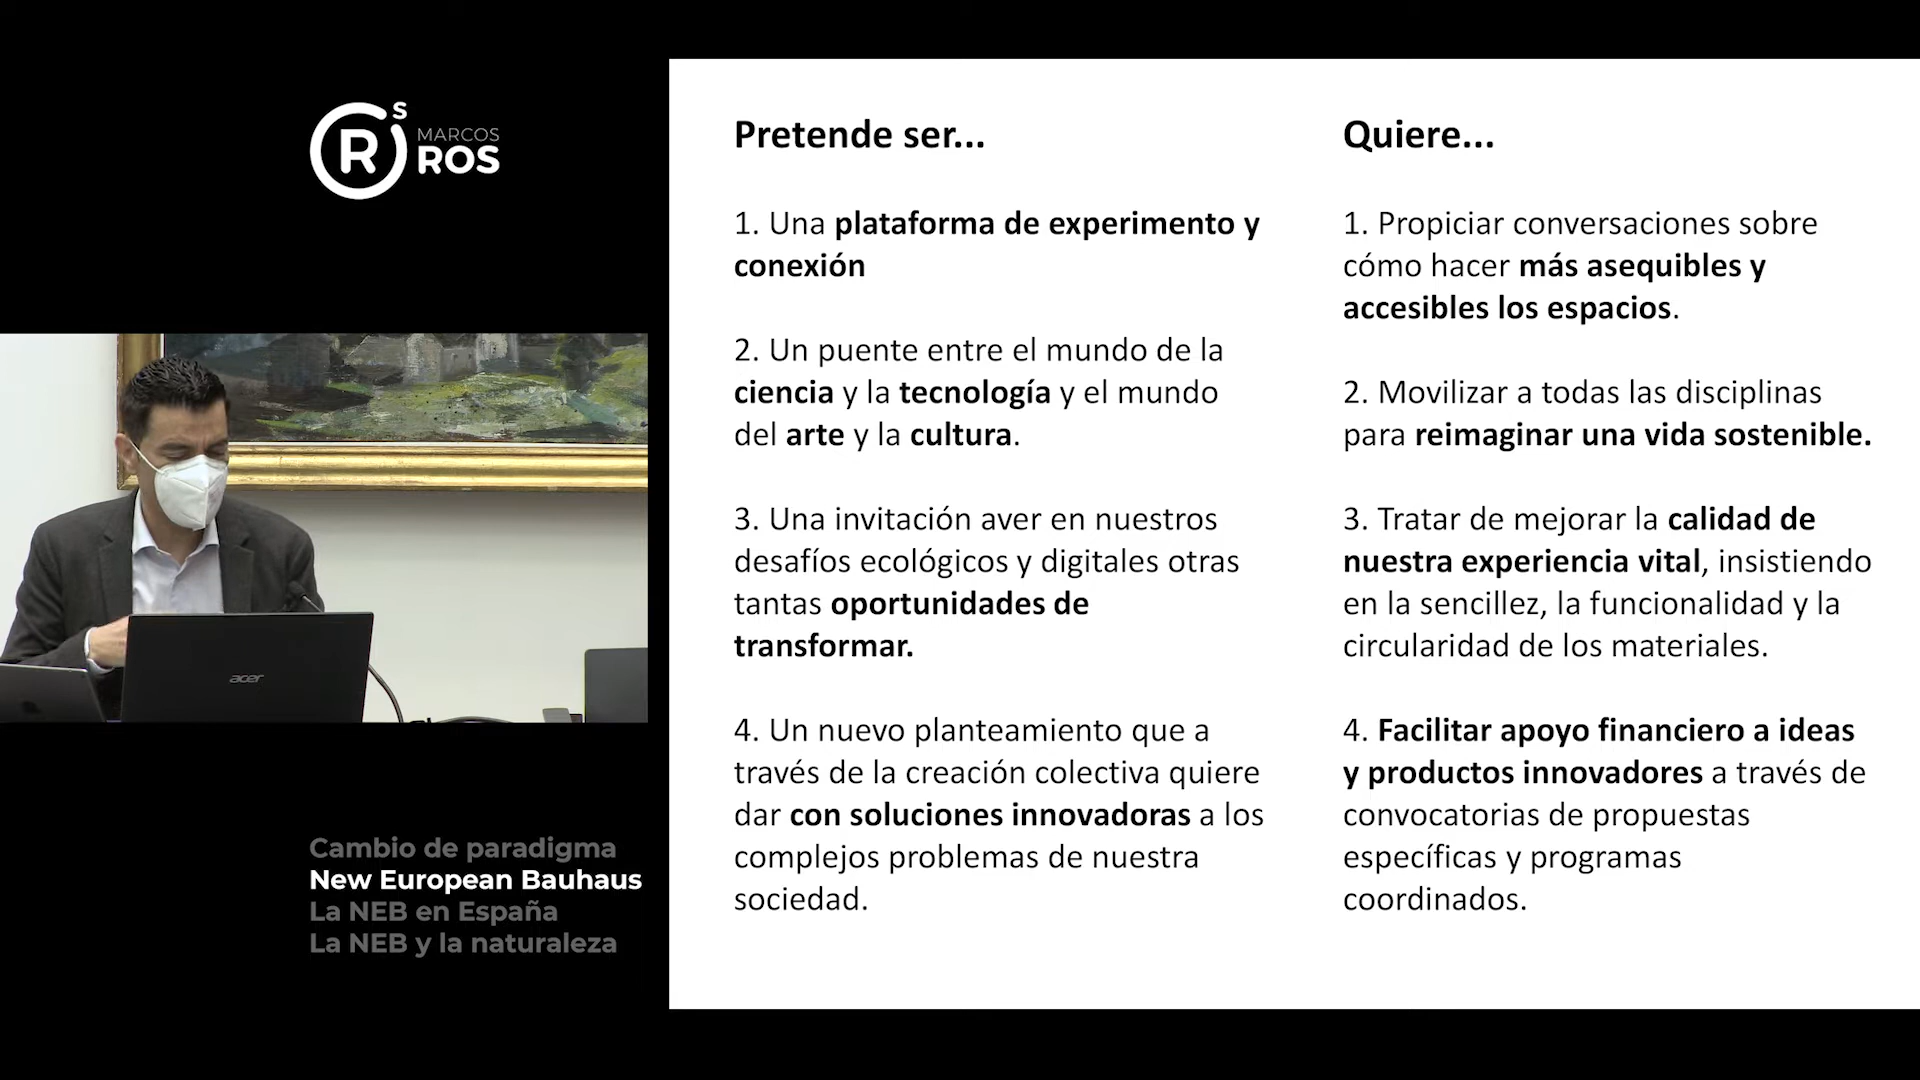 S
R
MARCOS
ROS
acer
Cambio de paradigma
New European Bauhaus
La NEB en España
La NEB y la naturaleza
Pretende ser...
1. Una plataforma de experimento y
conexión
2. Un puente entre el mundo de la
ciencia y la tecnología y el mundo
del arte y la cultura.
3. Una invitación aver en nuestros
desafíos ecológicos y digitales otras
tantas oportunidades de
transformar.
4. Un nuevo planteamiento que a
través de la creación colectiva quiere
dar con soluciones innovadoras a los
complejos problemas de nuestra
sociedad.
Quiere...
1. Propiciar conversaciones sobre
cómo hacer más asequibles y
accesibles los espacios.
2. Movilizar a todas las disciplinas
para reimaginar una vida sostenible.
3. Tratar de mejorar la calidad de
nuestra experiencia vital, insistiendo
en la sencillez, la funcionalidad y la
circularidad de los materiales.
4. Facilitar apoyo financiero a ideas
y productos innovadores a través de
convocatorias de propuestas
específicas y programas
coordinados.